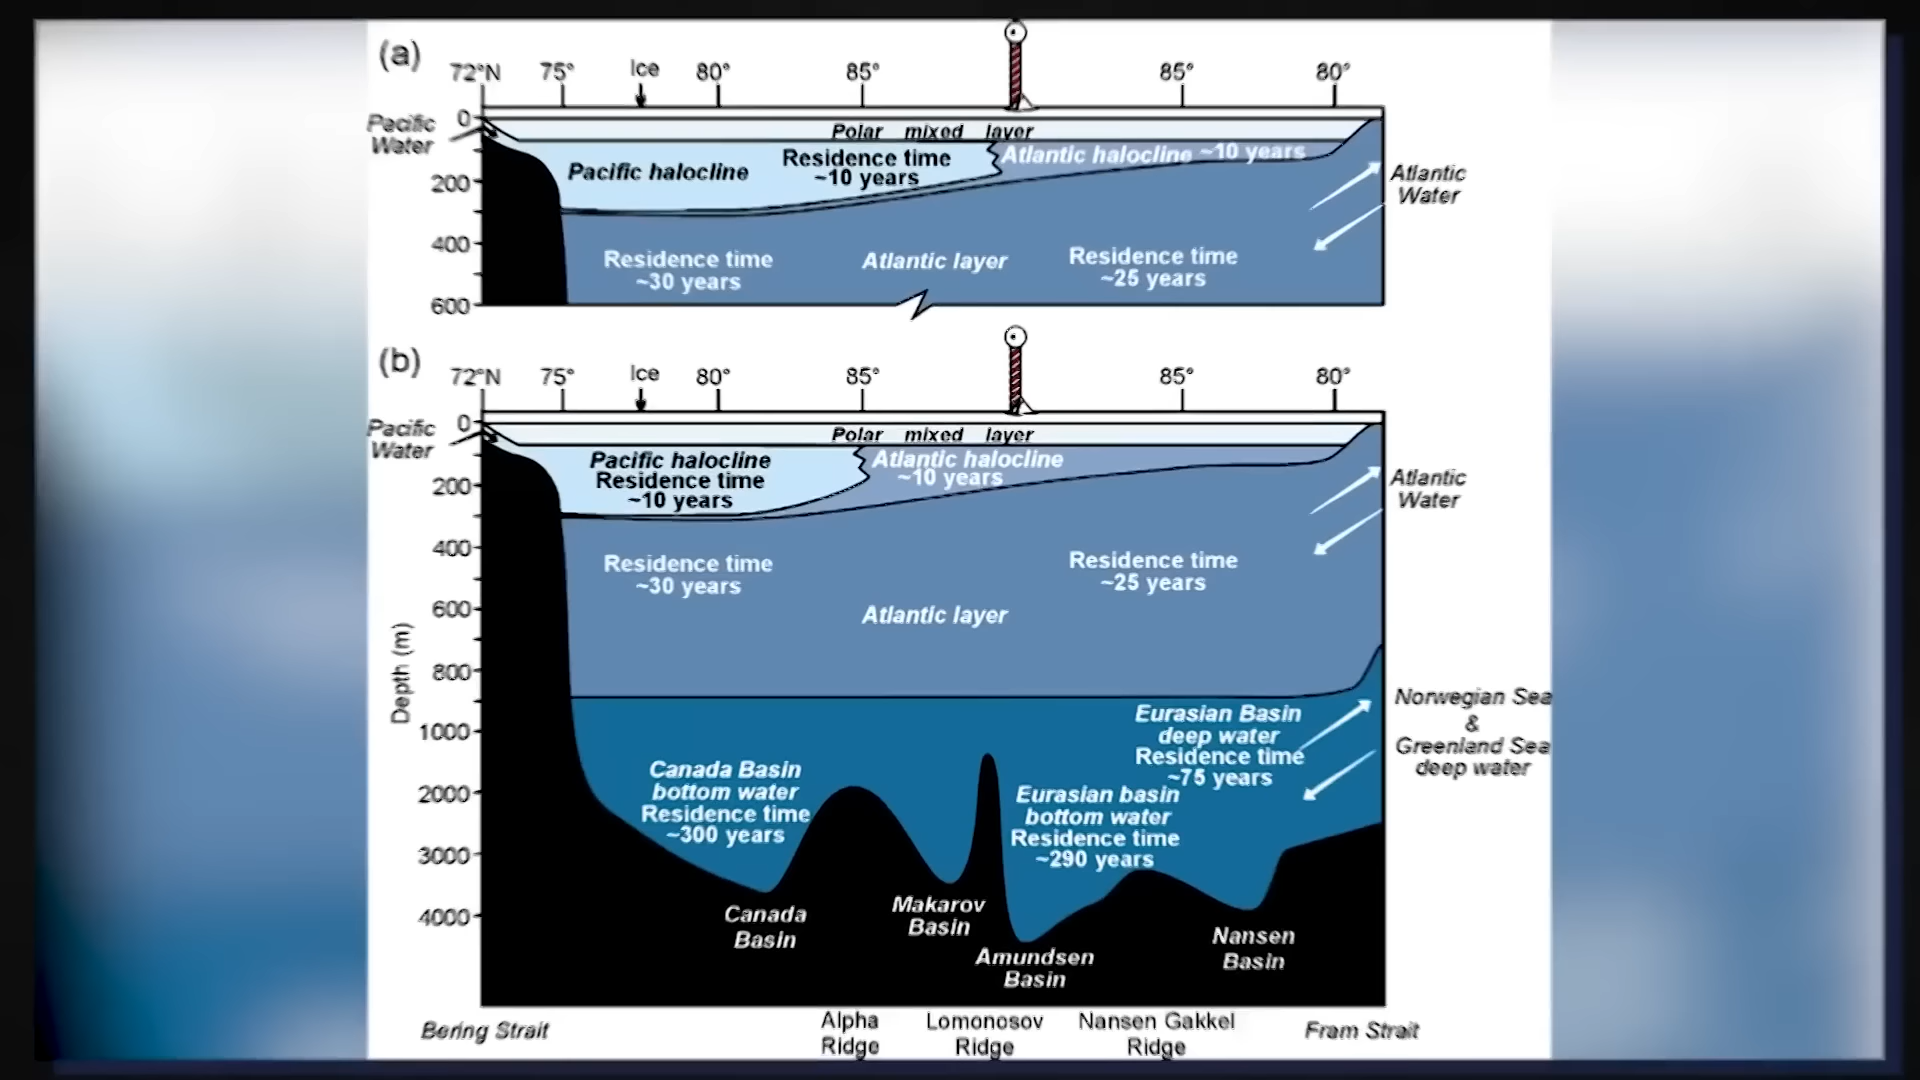 (a)
72°N 75° Ice 80° 85° 85° 80°
Pacific
Water
0
200
400
600
Polar mixed layer
Pacific halocline
Residence time
~10 years
Atlantic halocline ~10 years
Atlantic
Water
Residence time
~30 years
Atlantic layer
Residence time
~25 years
(b)
72°N 75° Ice 80° 85° 85° 80°
Pacific
Water
Depth (m)
0
200
400
600
800
1000
2000
3000
4000
Polar mixed layer
Pacific halocline
Residence time
~10 years
Atlantic halocline
~10 years
Atlantic
Water
Residence time
~30 years
Residence time
~25 years
Atlantic layer
Norwegian Sea
&
Greenland Sea
deep water
Eurasian Basin
deep water
Residence time
~75 years
Canada Basin
bottom water
Residence time
~300 years
Eurasian basin
bottom water
Residence time
~290 years
Canada
Basin
Makarov
Basin
Amundsen
Basin
Nansen
Basin
Bering Strait
Alpha
Ridge
Lomonosov
Ridge
Nansen Gakkel
Ridge
Fram Strait